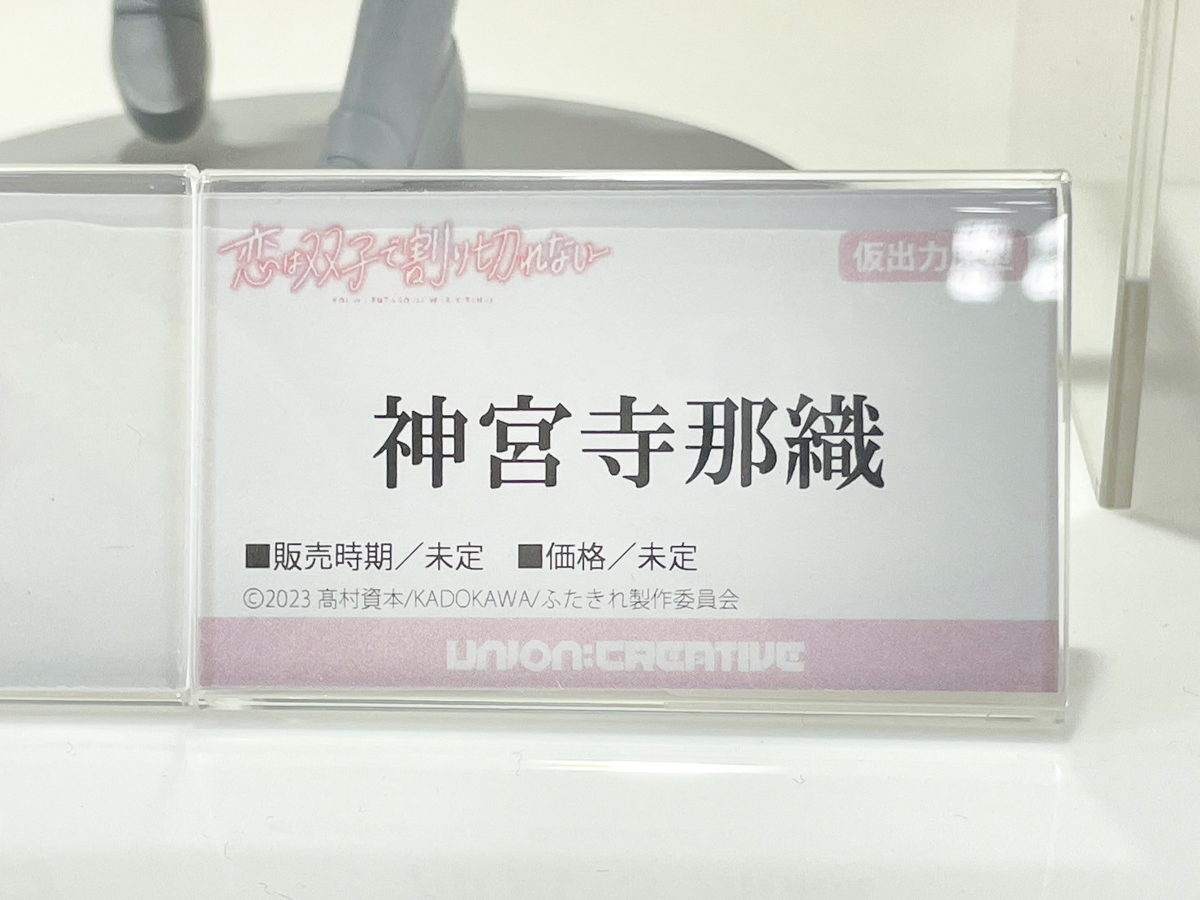 恋は双子で割り切れない
仮出力
神宮寺那織
■販売時期／未定 ■価格／未定
©2023 髙村資本/KADOKAWA/ふたきれ製作委員会
UNION:CREATIVE